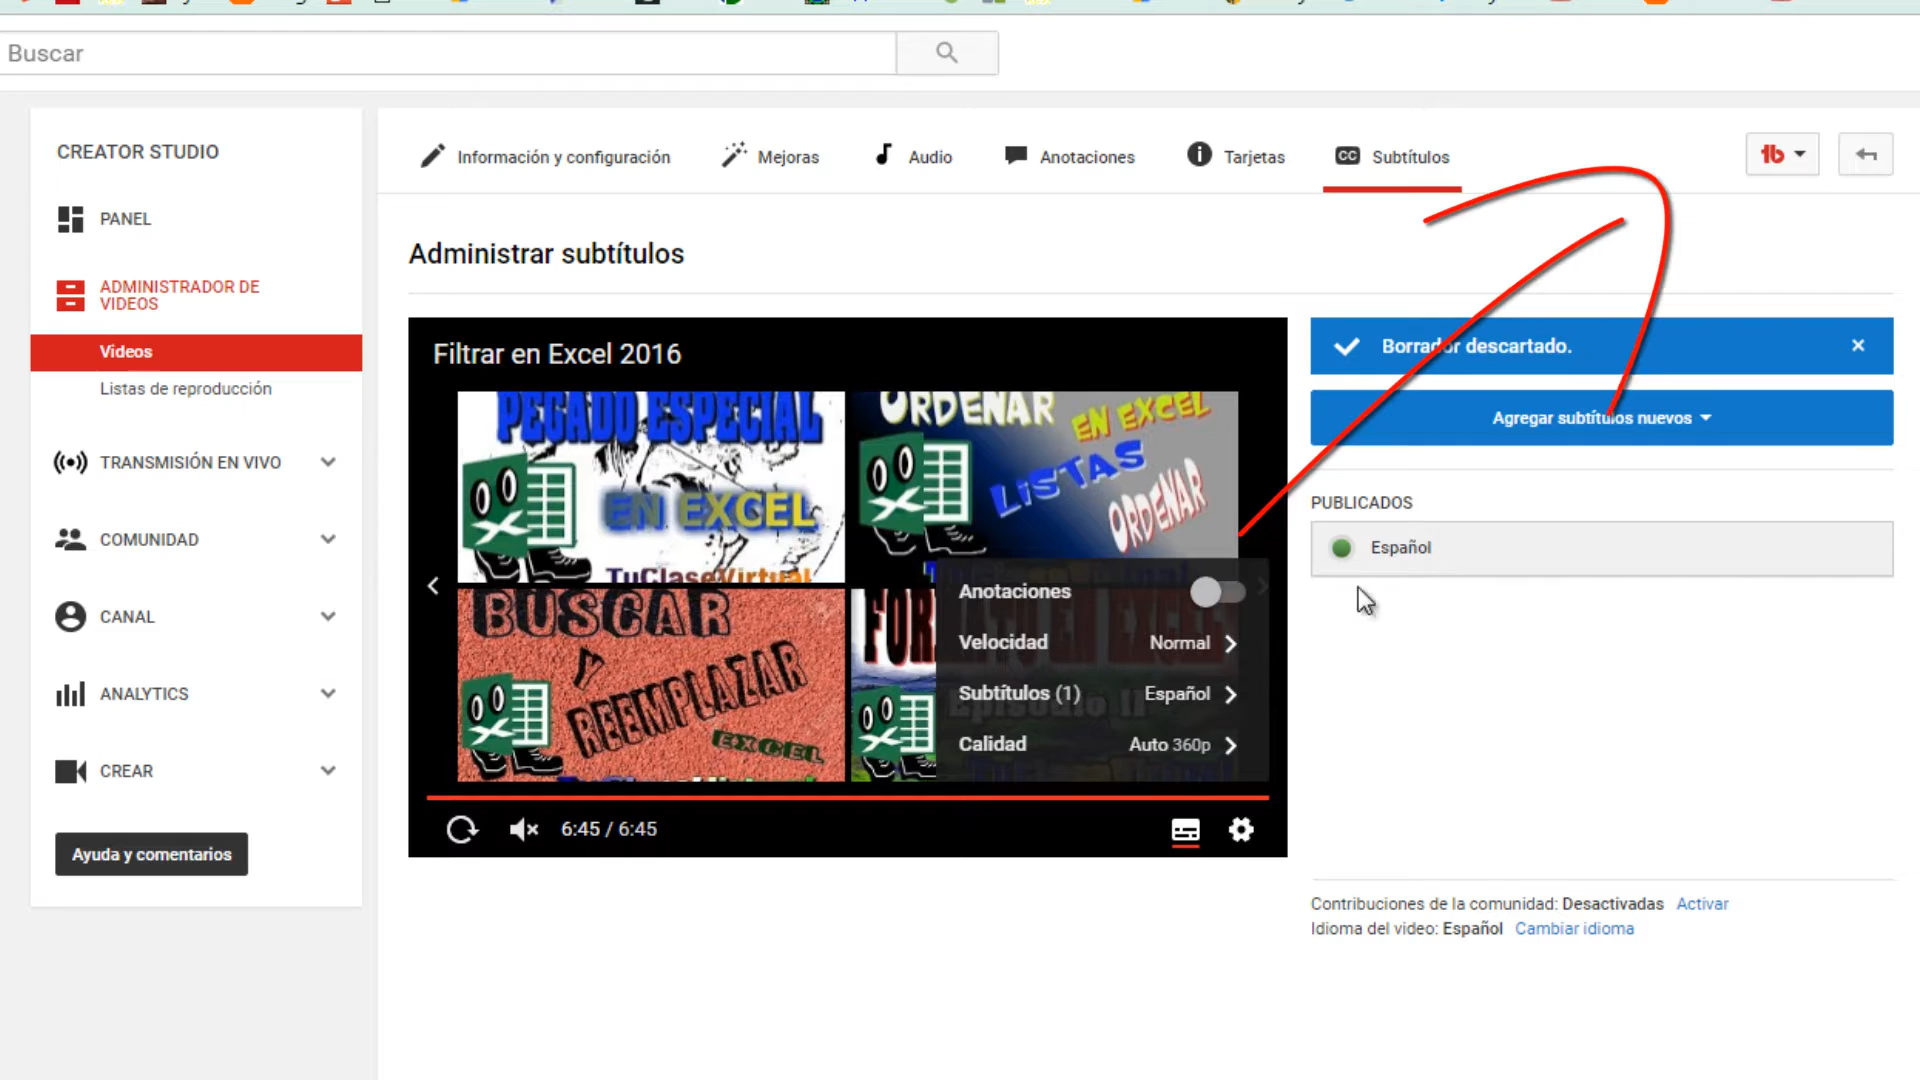 Buscar
CREATOR STUDIO
PANEL
ADMINISTRADOR DE
VIDEOS
Videos
Listas de reproducción
TRANSMISIÓN EN VIVO
COMUNIDAD
CANAL
ANALYTICS
CREAR
Ayuda y comentarios
Información y configuración
Mejoras
Audio
Anotaciones
Tarjetas
CC Subtítulos
Administrar subtítulos
Filtrar en Excel 2016
PEGADO ESPECIAL
EN EXCEL
TuClaseVirtual
ORDENAR
EN EXCEL
LISTAS
ORDENAR
BUSCAR
Y
REEMPLAZAR
EXCEL
Anotaciones
Velocidad Normal
Subtítulos (1) Español
Calidad Auto 360p
6:45 / 6:45
Borrador descartado.
Agregar subtítulos nuevos
PUBLICADOS
Español
Contribuciones de la comunidad: Desactivadas Activar
Idioma del video: Español Cambiar idioma